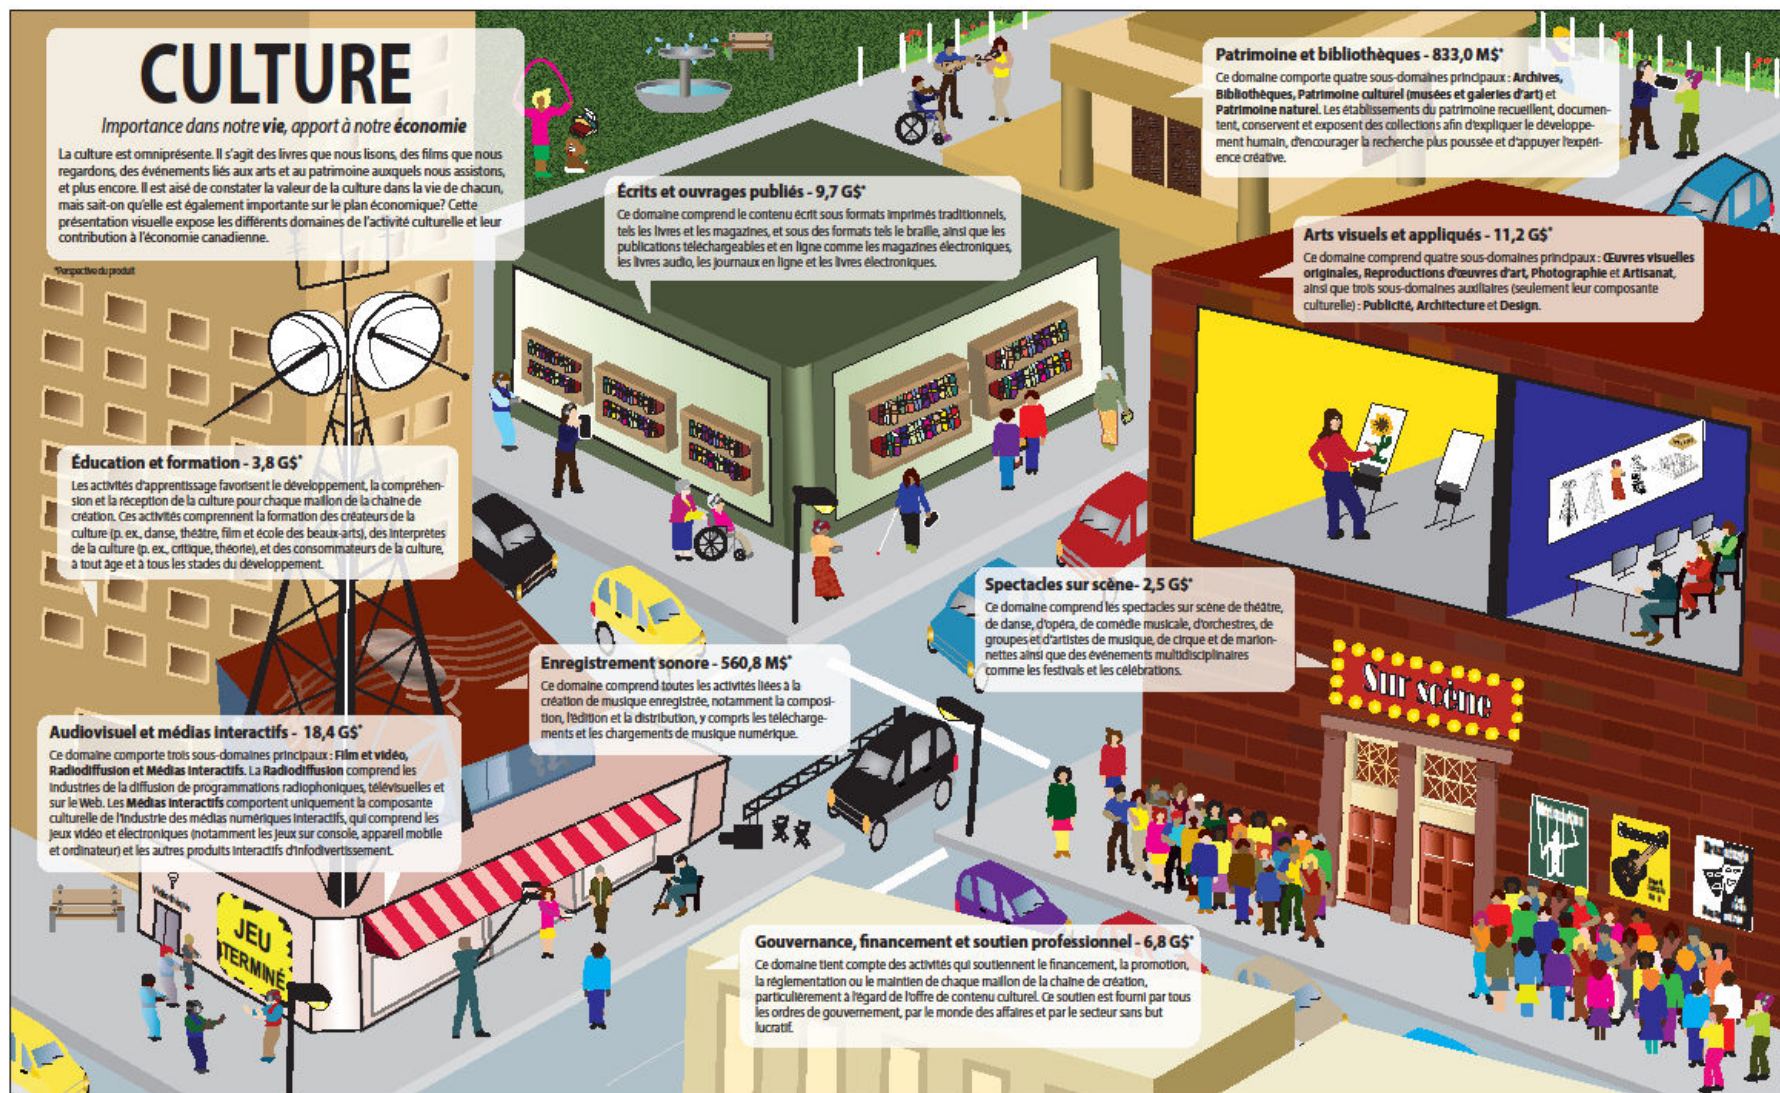 CULTURE
Importance dans notre vie, apport à notre économie
La culture est omniprésente. Il s'agit des livres que nous lisons, des films que nous
regardons, des événements liés aux arts et au patrimoine auxquels nous assistons,
et plus encore. Il est aisé de constater la valeur de la culture dans la vie de chacun,
mais sait-on qu'elle est également importante sur le plan économique? Cette
présentation visuelle expose les différents domaines de l'activité culturelle et leur
contribution à l'économie canadienne.
*Perspective du produit
Patrimoine et bibliothèques - 833,0 M$*
Ce domaine comporte quatre sous-domaines principaux : Archives,
Bibliothèques, Patrimoine culturel (musées et galeries d'art) et
Patrimoine naturel. Les établissements du patrimoine recueillent, documen-
tent, conservent et exposent des collections afin d'expliquer le développe-
ment humain, d'encourager la recherche plus poussée et d'appuyer l'expéri-
ence créative.
Écrits et ouvrages publiés - 9,7 G$*
Ce domaine comprend le contenu écrit sous formats imprimés traditionnels,
tels les livres et les magazines, et sous des formats tels le braille, ainsi que les
publications téléchargeables et en ligne comme les magazines électroniques,
les livres audio, les journaux en ligne et les livres électroniques.
Arts visuels et appliqués - 11,2 G$*
Ce domaine comprend quatre sous-domaines principaux : Œuvres visuelles
originales, Reproductions d'œuvres d'art, Photographie et Artisanat,
ainsi que trois sous-domaines auxiliaires (seulement leur composante
culturelle) : Publicité, Architecture et Design.
Éducation et formation - 3,8 G$*
Les activités d'apprentissage favorisent le développement, la compréhen-
sion et la réception de la culture pour chaque maillon de la chaîne de
création. Ces activités comprennent la formation des créateurs de la
culture (p. ex., danse, théâtre, film et école des beaux-arts), des interprètes
de la culture (p. ex., critique, théorie), et des consommateurs de la culture,
à tout âge et à tous les stades du développement.
Spectacles sur scène- 2,5 G$*
Ce domaine comprend les spectacles sur scène de théâtre,
de danse, d'opéra, de comédie musicale, d'orchestres, de
groupes et d'artistes de musique, de cirque et de marion-
nettes ainsi que des événements multidisciplinaires
comme les festivals et les célébrations.
Sur scène
Enregistrement sonore - 560,8 M$*
Ce domaine comprend toutes les activités liées à la
création de musique enregistrée, notamment la composi-
tion, l'édition et la distribution, y compris les télécharge-
ments et les chargements de musique numérique.
Audiovisuel et médias interactifs - 18,4 G$*
Ce domaine comporte trois sous-domaines principaux : Film et vidéo,
Radiodiffusion et Médias interactifs. La Radiodiffusion comprend les
industries de la diffusion de programmations radiophoniques, télévisuelles et
sur le Web. Les Médias interactifs comportent uniquement la composante
culturelle de l'industrie des médias numériques interactifs, qui comprend les
jeux vidéo et électroniques (notamment les jeux sur console, appareil mobile
et ordinateur) et les autres produits interactifs d'infodivertissement.
JEU
TERMINÉ
Gouvernance, financement et soutien professionnel - 6,8 G$*
Ce domaine tient compte des activités qui soutiennent le financement, la promotion,
la réglementation ou le maintien de chaque maillon de la chaîne de création,
particulièrement à l'égard de l'offre de contenu culturel. Ce soutien est fourni par tous
les ordres de gouvernement, par le monde des affaires et par le secteur sans but
lucratif.